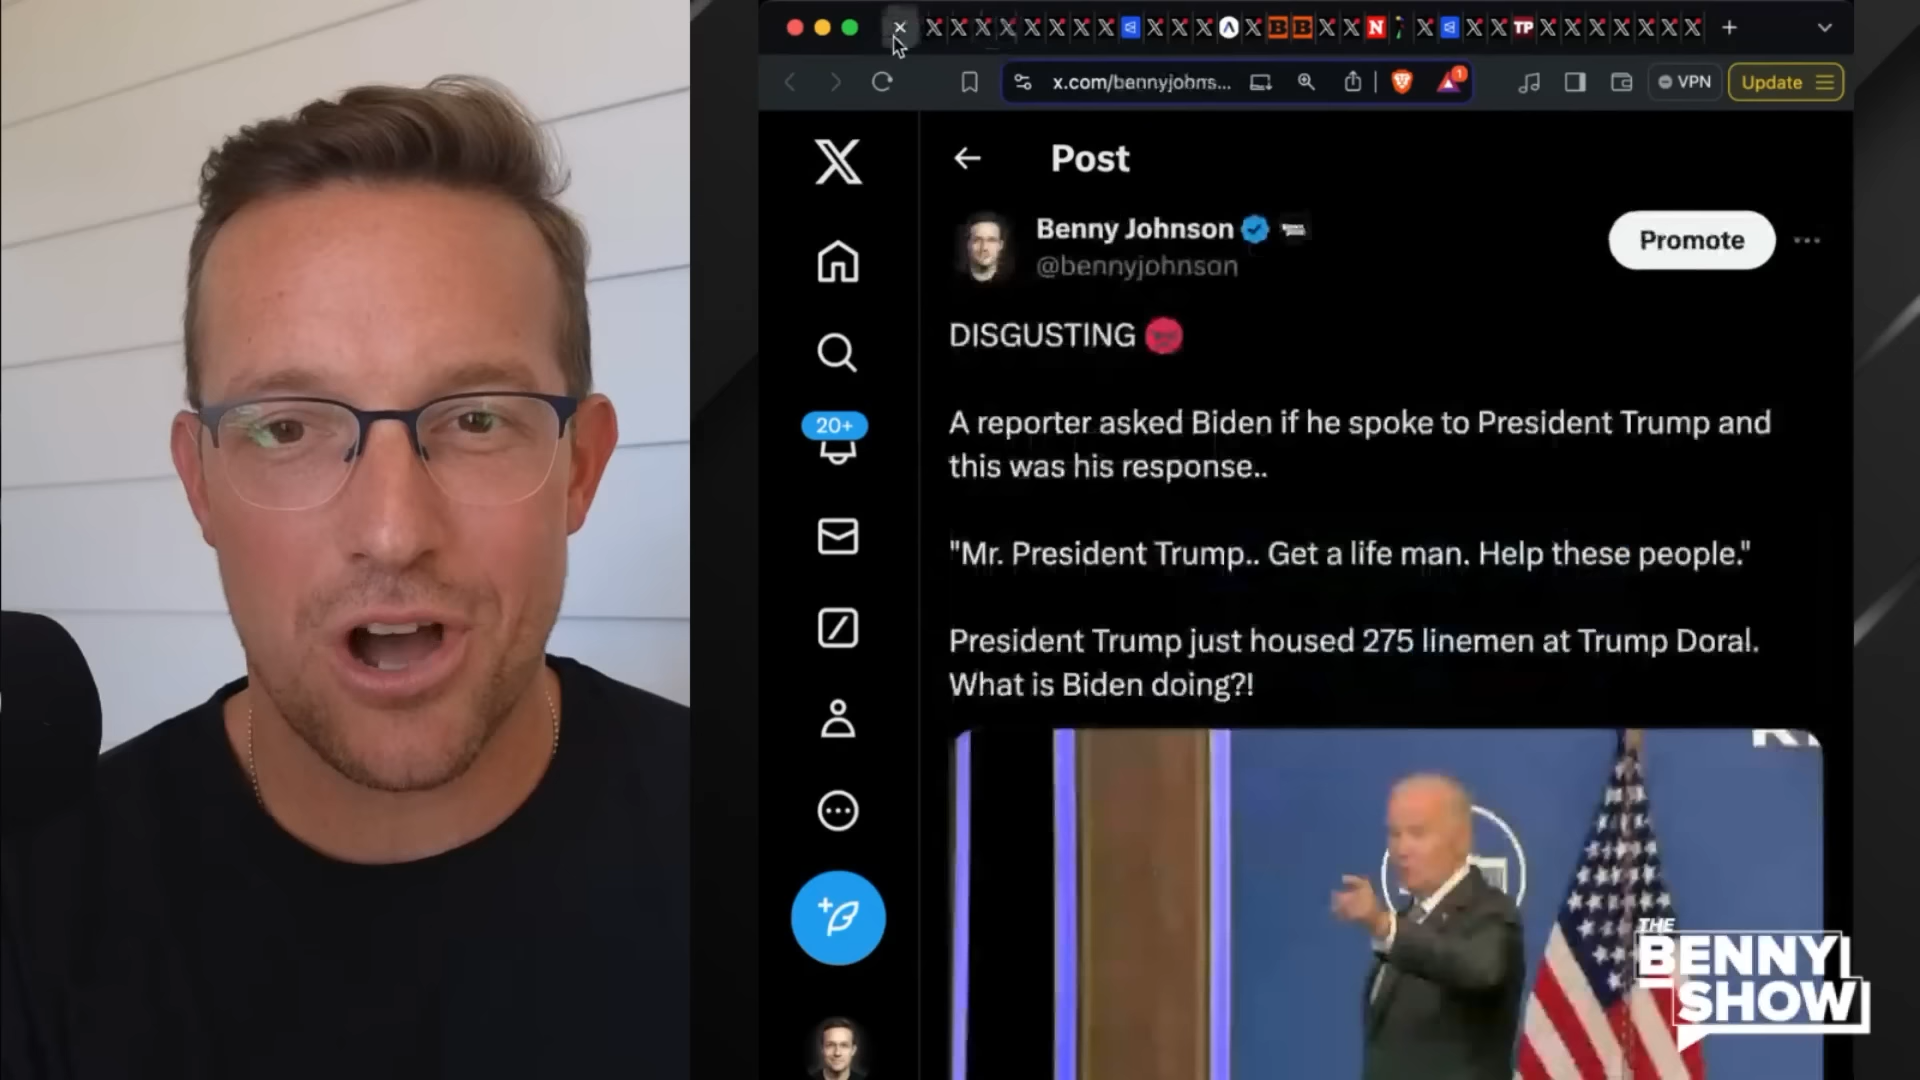 N
TP
x.com/bennyjohns...
1
VPN
Update
Post
Benny Johnson
@bennyjohnson
Promote
DISGUSTING
20+
A reporter asked Biden if he spoke to President Trump and
this was his response..
"Mr. President Trump.. Get a life man. Help these people."
President Trump just housed 275 linemen at Trump Doral.
What is Biden doing?!
THE
BENNY
SHOW